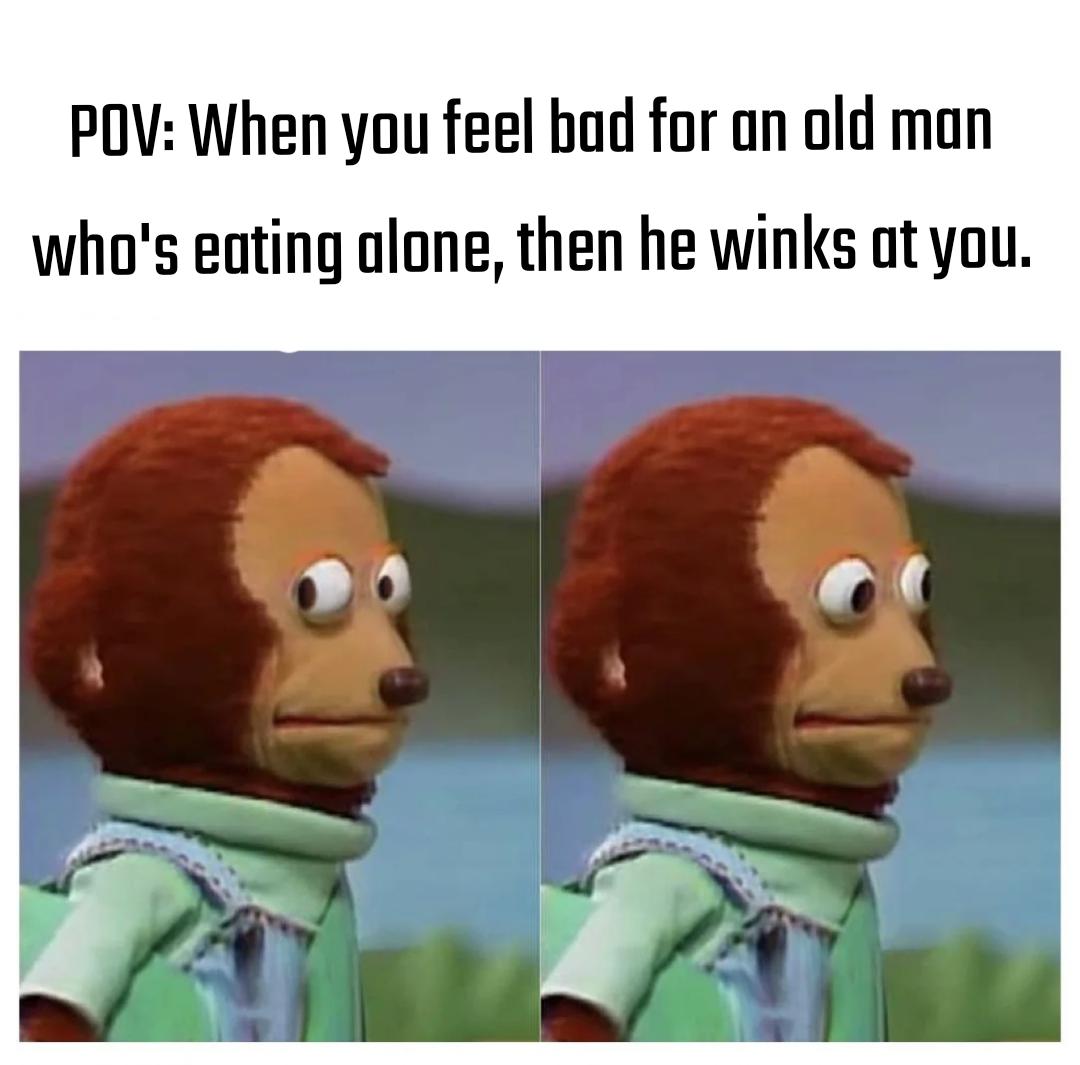 POV: When you feel bad for an old man
who's eating alone, then he winks at you.